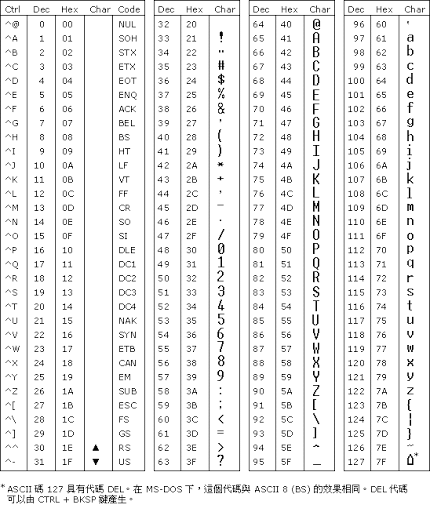 Ctrl Dec Hex Char Code Dec Hex Char Dec Hex Char Dec Hex Char
^@ 0 00 NUL 32 20 64 40 @ 96 60 `
^A 1 01 SOH 33 21 ! 65 41 A 97 61 a
^B 2 02 STX 34 22 " 66 42 B 98 62 b
^C 3 03 ETX 35 23 # 67 43 C 99 63 c
^D 4 04 EOT 36 24 $ 68 44 D 100 64 d
^E 5 05 ENQ 37 25 % 69 45 E 101 65 e
^F 6 06 ACK 38 26 & 70 46 F 102 66 f
^G 7 07 BEL 39 27 ' 71 47 G 103 67 g
^H 8 08 BS 40 28 ( 72 48 H 104 68 h
^I 9 09 HT 41 29 ) 73 49 I 105 69 i
^J 10 0A LF 42 2A * 74 4A J 106 6A j
^K 11 0B VT 43 2B + 75 4B K 107 6B k
^L 12 0C FF 44 2C , 76 4C L 108 6C l
^M 13 0D CR 45 2D - 77 4D M 109 6D m
^N 14 0E SO 46 2E . 78 4E N 110 6E n
^O 15 0F SI 47 2F / 79 4F O 111 6F o
^P 16 10 DLE 48 30 0 80 50 P 112 70 p
^Q 17 11 DC1 49 31 1 81 51 Q 113 71 q
^R 18 12 DC2 50 32 2 82 52 R 114 72 r
^S 19 13 DC3 51 33 3 83 53 S 115 73 s
^T 20 14 DC4 52 34 4 84 54 T 116 74 t
^U 21 15 NAK 53 35 5 85 55 U 117 75 u
^V 22 16 SYN 54 36 6 86 56 V 118 76 v
^W 23 17 ETB 55 37 7 87 57 W 119 77 w
^X 24 18 CAN 56 38 8 88 58 X 120 78 x
^Y 25 19 EM 57 39 9 89 59 Y 121 79 y
^Z 26 1A SUB 58 3A : 90 5A Z 122 7A z
^[ 27 1B ESC 59 3B ; 91 5B [ 123 7B {
^\ 28 1C FS 60 3C < 92 5C \ 124 7C ¦
^] 29 1D GS 61 3D = 93 5D ] 125 7D }
^^ 30 1E ▲ RS 62 3E > 94 5E ^ 126 7E ~
^- 31 1F ▼ US 63 3F ? 95 5F _ 127 7F ⌂*
* ASCII 碼 127 具有代碼 DEL。在 MS-DOS 下，這個代碼與 ASCII 8 (BS) 的效果相同。DEL 代碼
可以由 CTRL + BKSP 鍵產生。